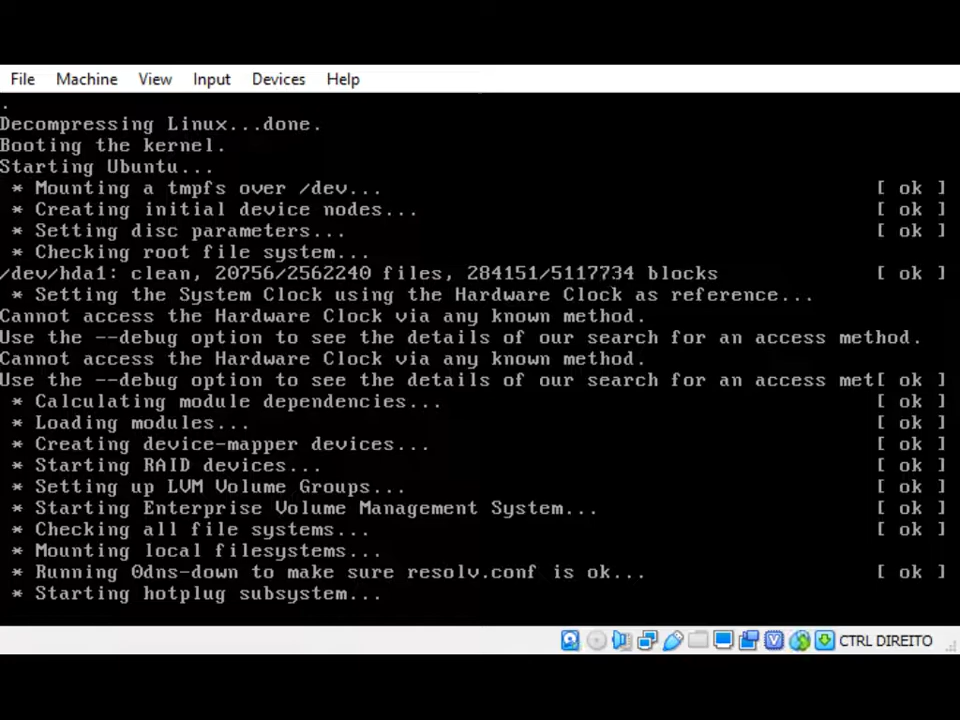 File Machine View Input Devices Help
.
Decompressing Linux...done.
Booting the kernel.
Starting Ubuntu...
* Mounting a tmpfs over /dev... [ ok ]
* Creating initial device nodes... [ ok ]
* Setting disc parameters... [ ok ]
* Checking root file system...
/dev/hda1: clean, 20756/2562240 files, 284151/5117734 blocks [ ok ]
* Setting the System Clock using the Hardware Clock as reference...
Cannot access the Hardware Clock via any known method.
Use the --debug option to see the details of our search for an access method.
Cannot access the Hardware Clock via any known method.
Use the --debug option to see the details of our search for an access met[ ok ]
* Calculating module dependencies... [ ok ]
* Loading modules... [ ok ]
* Creating device-mapper devices... [ ok ]
* Starting RAID devices... [ ok ]
* Setting up LVM Volume Groups... [ ok ]
* Starting Enterprise Volume Management System... [ ok ]
* Checking all file systems... [ ok ]
* Mounting local filesystems...
* Running 0dns-down to make sure resolv.conf is ok... [ ok ]
* Starting hotplug subsystem...
CTRL DIREITO